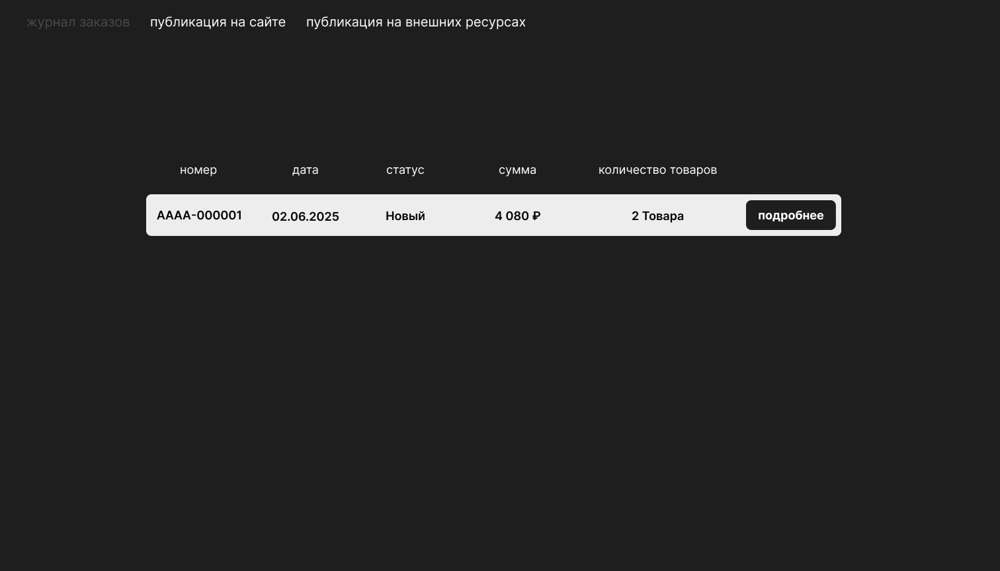 журнал заказов публикация на сайте публикация на внешних ресурсах
номер дата статус сумма количество товаров
АААА-000001 02.06.2025 Новый 4 080 ₽ 2 Товара подробнее